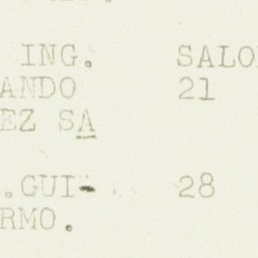 ING. SALO
ANDO 21
EZ SA
.GUI- 28
RMO.